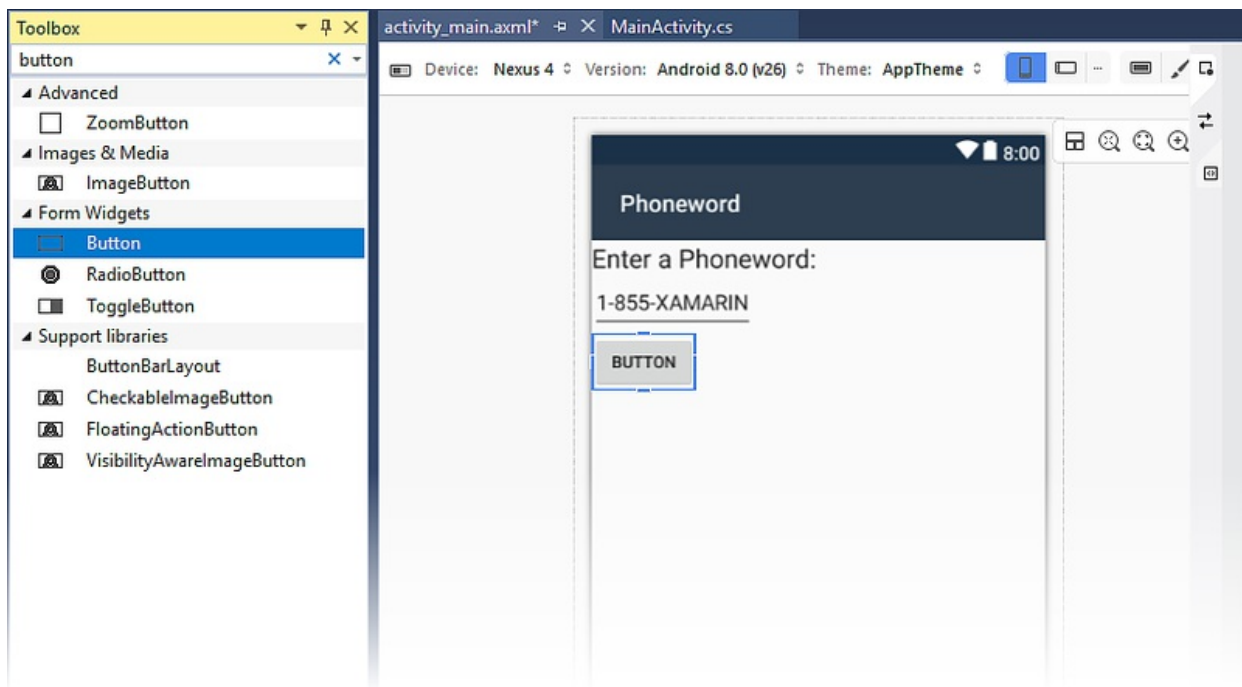 Toolbox
button
Advanced
ZoomButton
Images & Media
ImageButton
Form Widgets
Button
RadioButton
ToggleButton
Support libraries
ButtonBarLayout
CheckableImageButton
FloatingActionButton
VisibilityAwareImageButton
activity_main.axml* MainActivity.cs
Device: Nexus 4 Version: Android 8.0 (v26) Theme: AppTheme
8:00
Phoneword
Enter a Phoneword:
1-855-XAMARIN
BUTTON